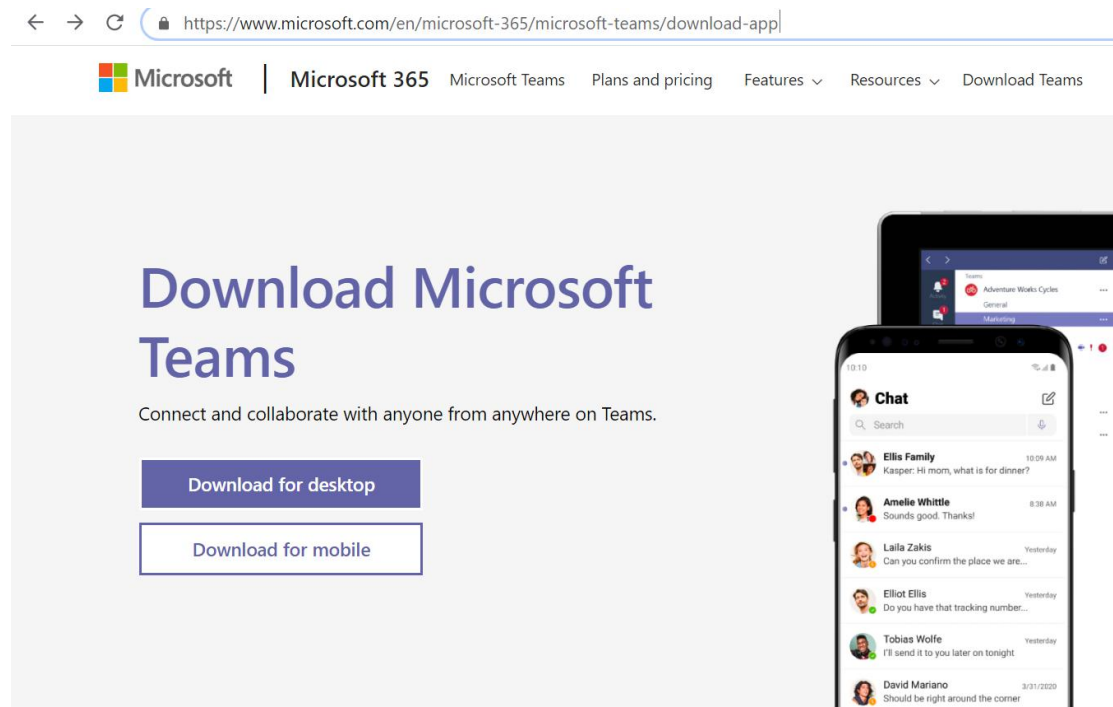 https://www.microsoft.com/en/microsoft-365/microsoft-teams/download-app
Microsoft | Microsoft 365 Microsoft Teams Plans and pricing Features Resources Download Teams
Download Microsoft
Teams
Connect and collaborate with anyone from anywhere on Teams.
Download for desktop
Download for mobile
Teams
Activity
Adventure Works Cycles
General
Marketing
10:10
Chat
Search
Ellis Family 10:09 AM
Kasper: Hi mom, what is for dinner?
Amelie Whittle 8:38 AM
Sounds good. Thanks!
Laila Zakis Yesterday
Can you confirm the place we are...
Elliot Ellis Yesterday
Do you have that tracking number...
Tobias Wolfe Yesterday
I'll send it to you later on tonight
David Mariano 3/31/2020
Should be right around the corner